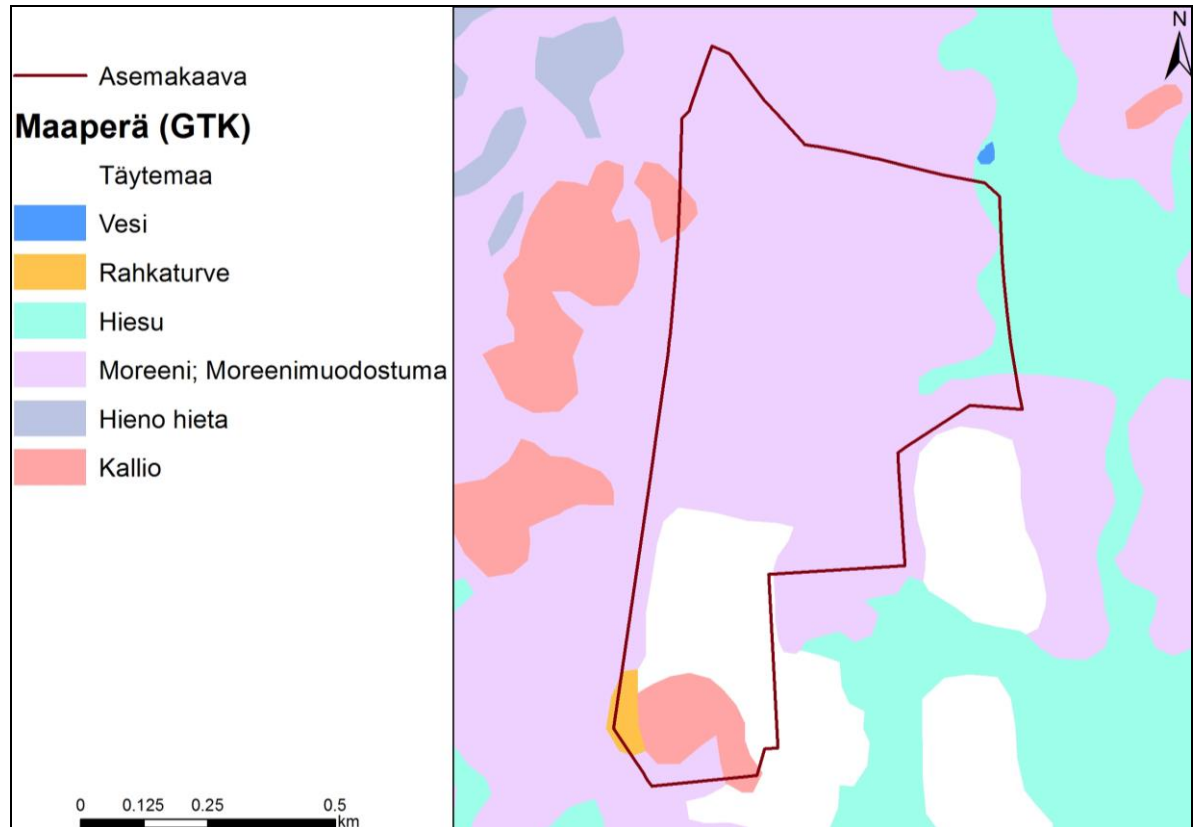 Asemakaava
Maaperä (GTK)
Täytemaa
Vesi
Rahkaturve
Hiesu
Moreeni; Moreenimuodostuma
Hieno hieta
Kallio
0 0.125 0.25 0.5
km
N